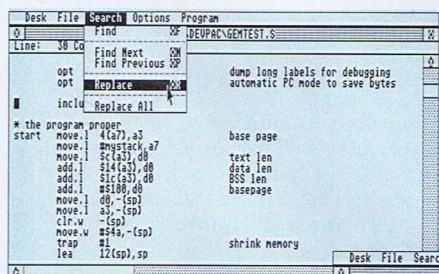 Desk File Search Options Program
DEVPAC\GEMTEST.S
Line: 30 Co
Find F
Find Next N
Find Previous P
Replace R
Replace All
opt dump long labels for debugging
opt automatic PC mode to save bytes
inclu
* the program proper
start move.l 4(a7),a3 base page
move.l #mystack,a7
move.l $c(a3),d0 text len
add.l $14(a3),d0 data len
add.l $1c(a3),d0 BSS len
add.l #$100,d0 basepage
move.l d0,-(sp)
move.l a3,-(sp)
clr.w -(sp)
move.w #$4a,-(sp)
trap #1 shrink memory
lea 12(sp),sp
Desk File Searc